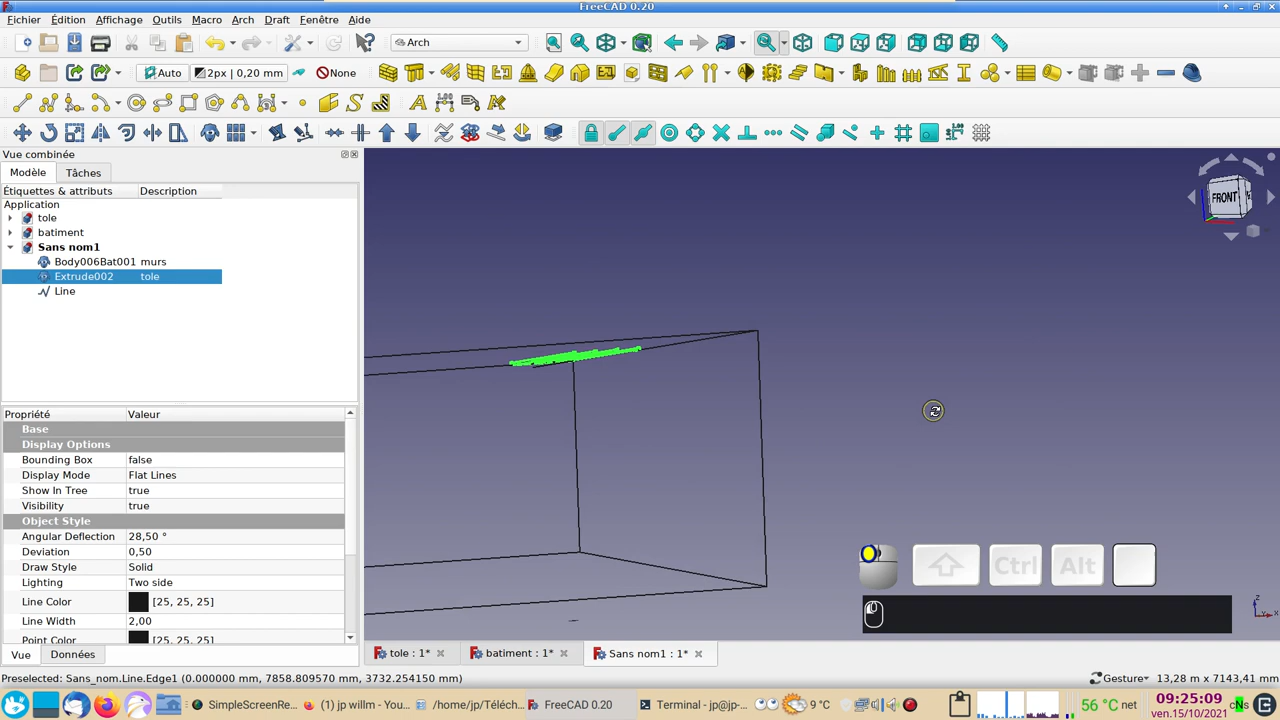 FreeCAD 0.20
Fichier Édition Affichage Outils Macro Arch Draft Fenêtre Aide
Arch
Auto 2px | 0,20 mm None
Vue combinée
Modèle Tâches
Étiquettes & attributs Description
Application
tole
batiment
Sans nom1
Body006Bat001 murs
Extrude002 tole
Line
FRONT
Propriété Valeur
Base
Display Options
Bounding Box false
Display Mode Flat Lines
Show In Tree true
Visibility true
Object Style
Angular Deflection 28,50 °
Deviation 0,50
Draw Style Solid
Lighting Two side
Line Color [25, 25, 25]
Line Width 2,00
Point Color [25, 25, 25]
Ctrl Alt
Vue Données
tole : 1* batiment : 1* Sans nom1 : 1*
Preselected: Sans_nom.Line.Edge1 (0.000000 mm, 7858.809570 mm, 3732.254150 mm) Gesture 13,28 m x 7143,41 mm
SimpleScreenRe... (1) jp willm - You... /home/jp/Téléch... FreeCAD 0.20 Terminal - jp@jp-... 9 °C 56 °C net 09:25:09
ven.15/10/2021